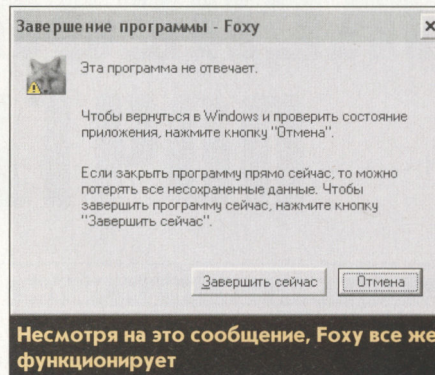 Завершение программы - Foxy
Эта программа не отвечает.
Чтобы вернуться в Windows и проверить состояние
приложения, нажмите кнопку "Отмена".
Если закрыть программу прямо сейчас, то можно
потерять все несохраненные данные. Чтобы
завершить программу сейчас, нажмите кнопку
"Завершить сейчас".
Завершить сейчас Отмена
Несмотря на это сообщение, Foxy все же
функционирует